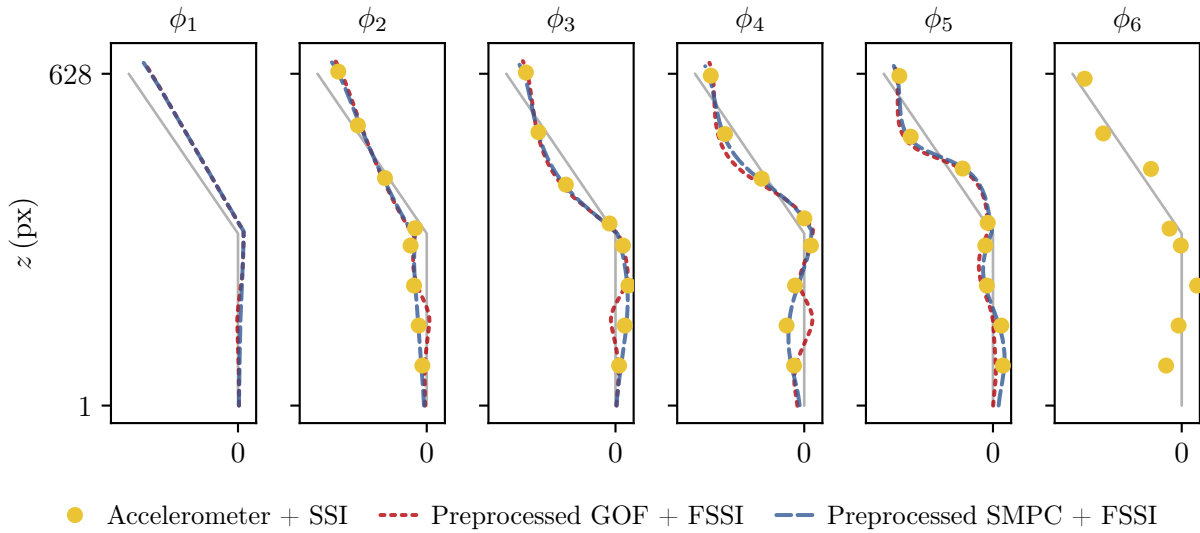 ϕ1 ϕ2 ϕ3 ϕ4 ϕ5 ϕ6
628
z (px)
1
0 0 0 0 0 0
Accelerometer + SSI Preprocessed GOF + FSSI Preprocessed SMPC + FSSI